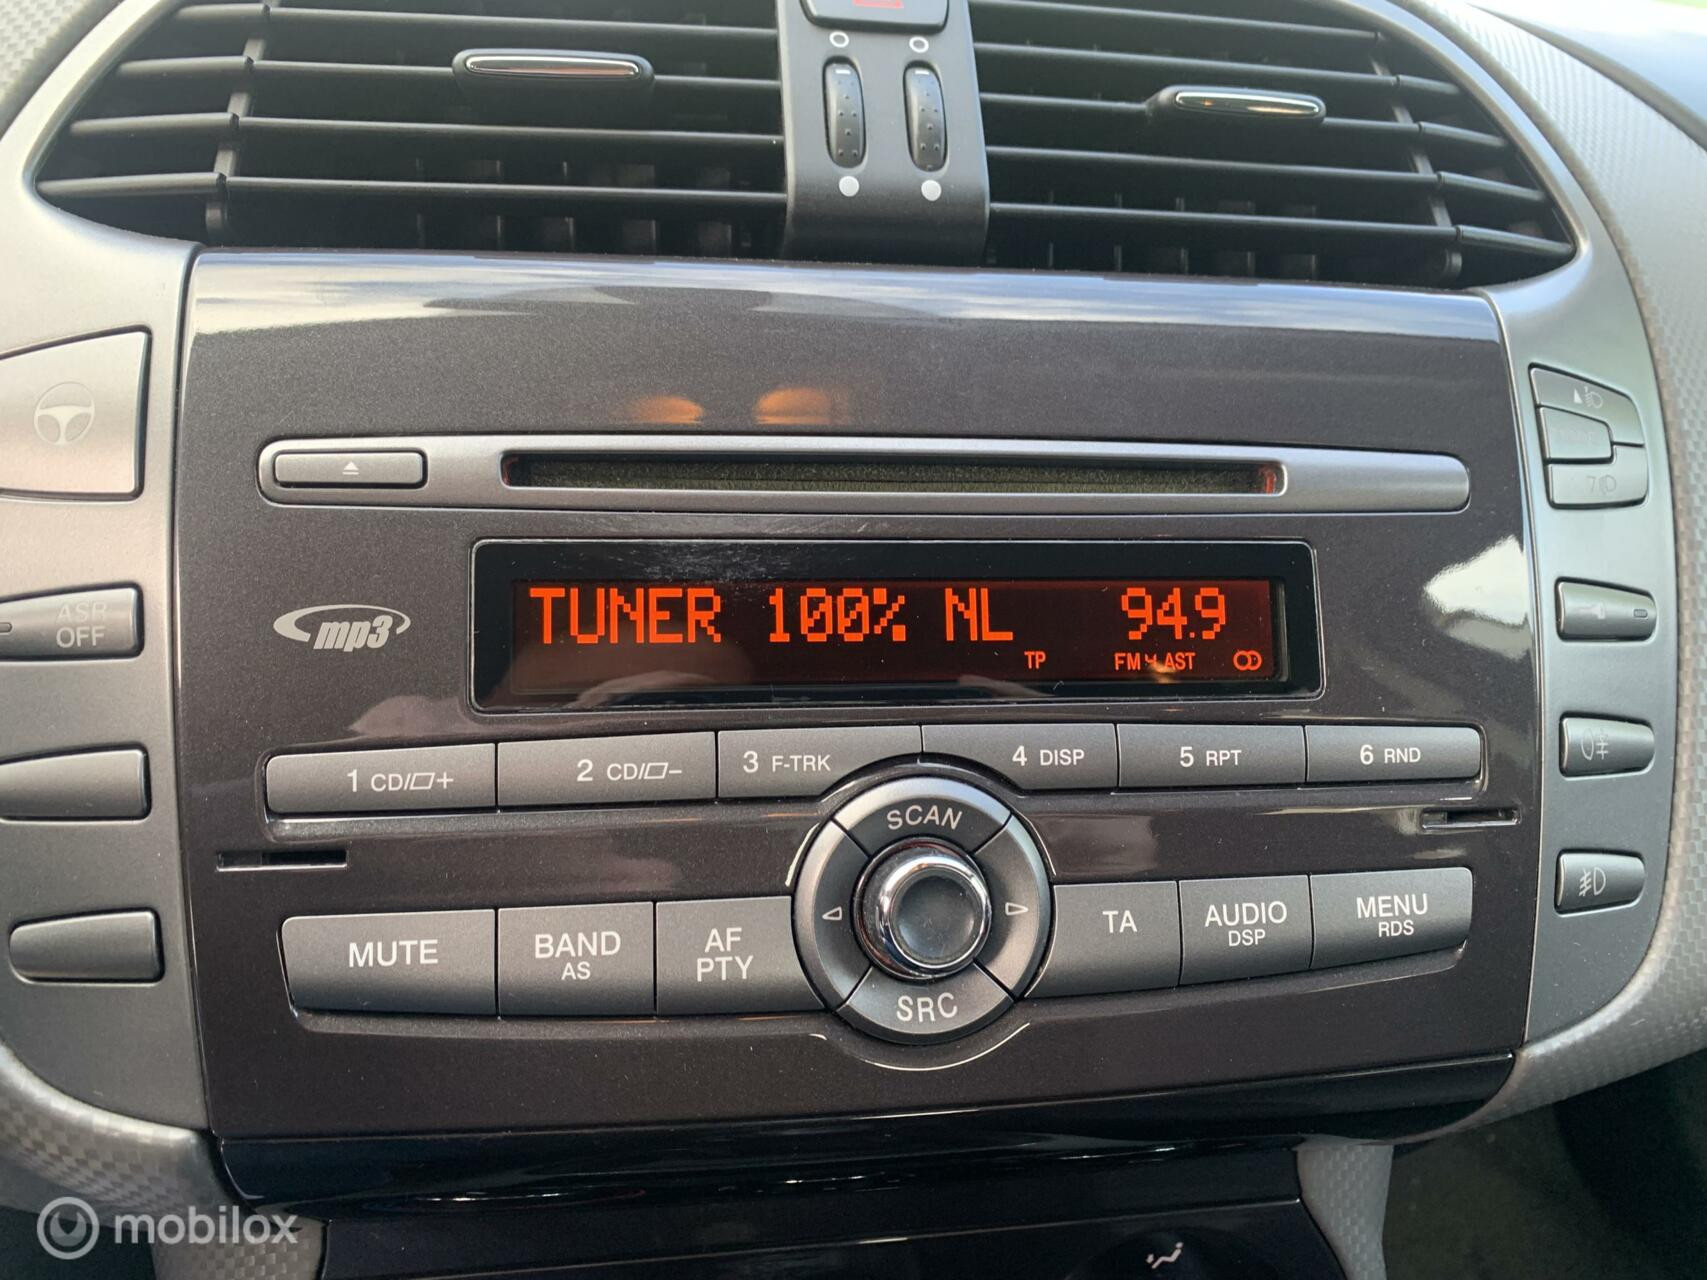 ASR
OFF
mp3
TUNER 100% NL 94.9
TP FM AST
1 CD/▱+
2 CD/▱−
3 F-TRK
4 DISP
5 RPT
6 RND
SCAN
MUTE
BAND
AS
AF
PTY
SRC
TA
AUDIO
DSP
MENU
RDS
mobilox